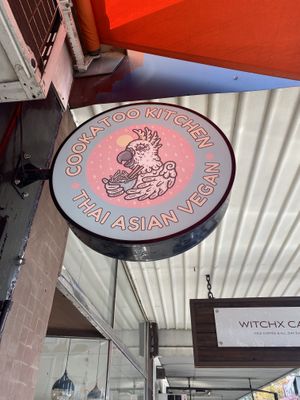 COOKATOO KITCHEN
THAI ASIAN VEGAN
WITCHX CA